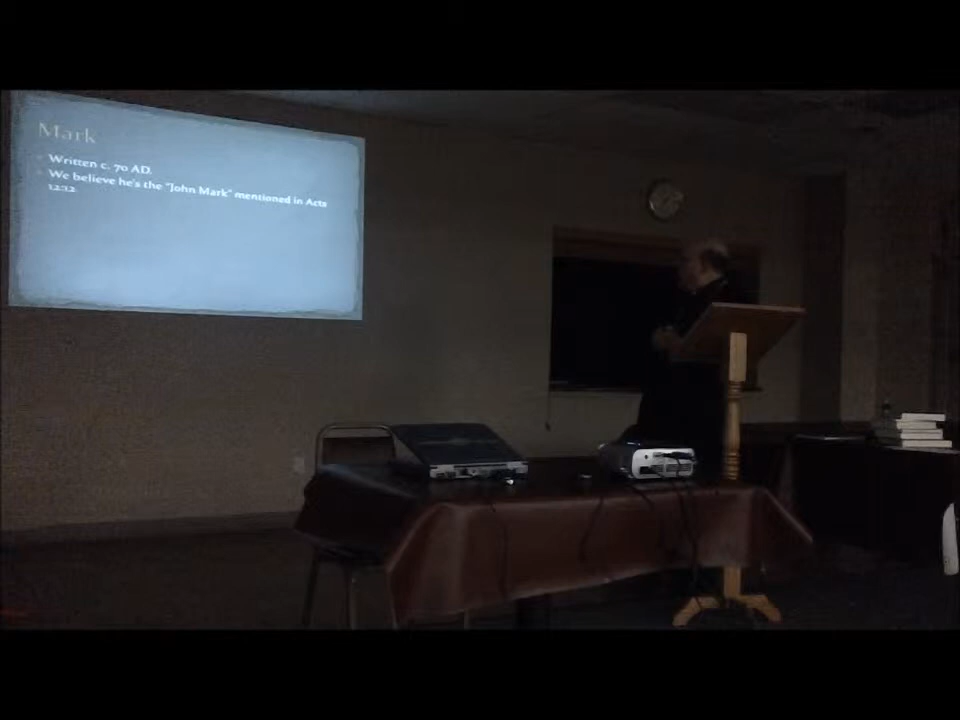 Mark
Written c. 70 AD.
We believe he's the "John Mark" mentioned in Acts
12:12